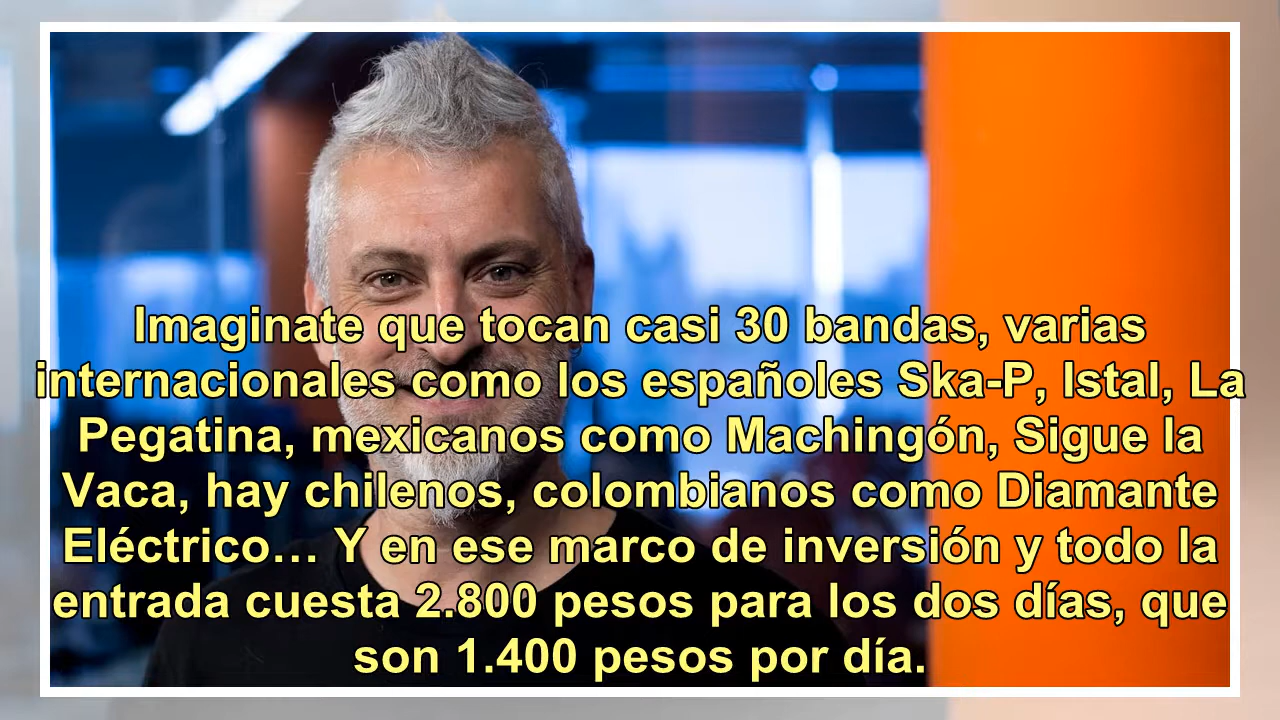 Imaginate que tocan casi 30 bandas, varias
internacionales como los españoles Ska-P, Istal, La
Pegatina, mexicanos como Machingón, Sigue la
Vaca, hay chilenos, colombianos como Diamante
Eléctrico… Y en ese marco de inversión y todo la
entrada cuesta 2.800 pesos para los dos días, que
son 1.400 pesos por día.